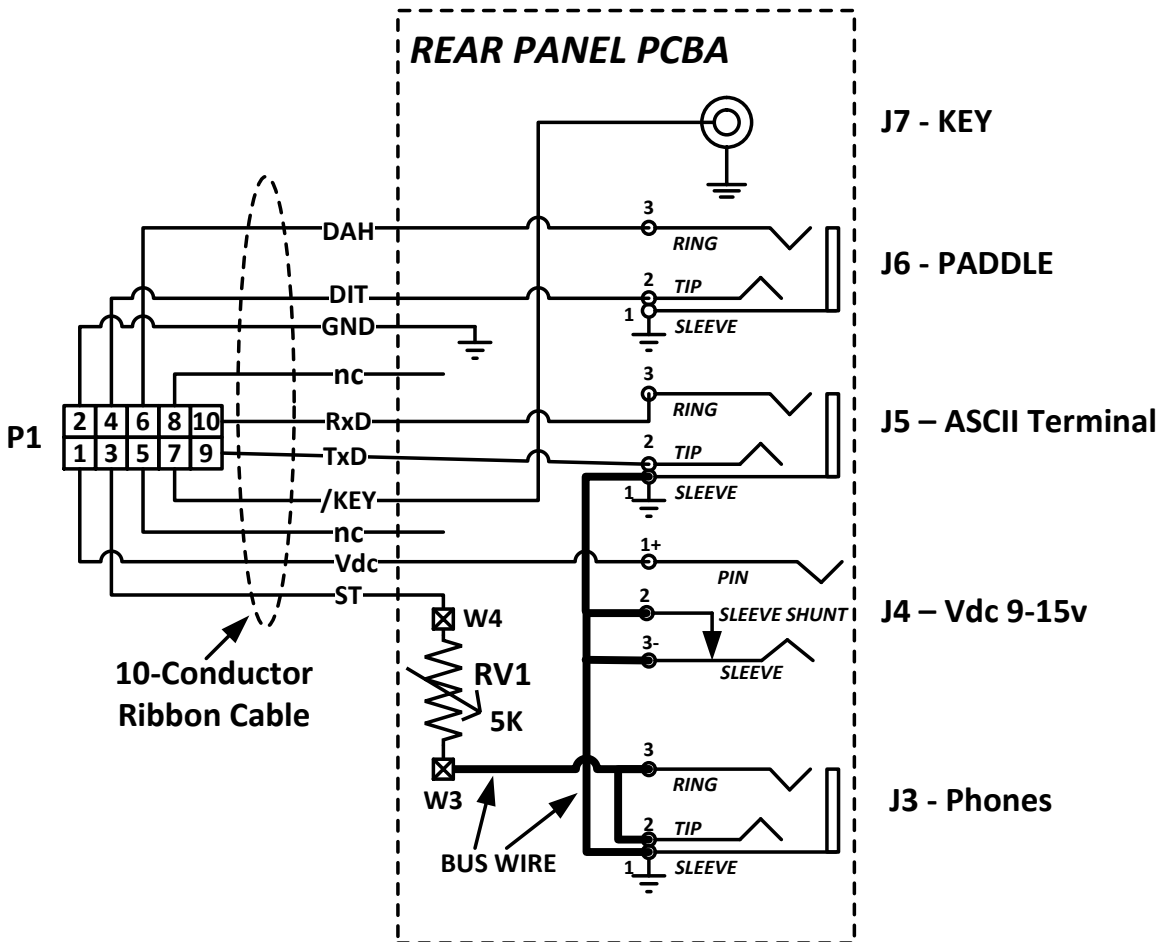 REAR PANEL PCBA
J7 - KEY
DAH
3
RING
J6 - PADDLE
DIT
2
TIP
GND
1
SLEEVE
nc
3
RING
P1
2 4 6 8 10
1 3 5 7 9
RxD
J5 – ASCII Terminal
TxD
2
TIP
/KEY
1
SLEEVE
nc
Vdc
1+
PIN
ST
2
SLEEVE SHUNT
J4 – Vdc 9-15v
W4
3-
SLEEVE
10-Conductor
Ribbon Cable
RV1
5K
W3
3
RING
J3 - Phones
2
TIP
BUS WIRE
1
SLEEVE